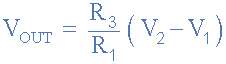 V_OUT = R_3 / R_1 ( V_2 − V_1 )